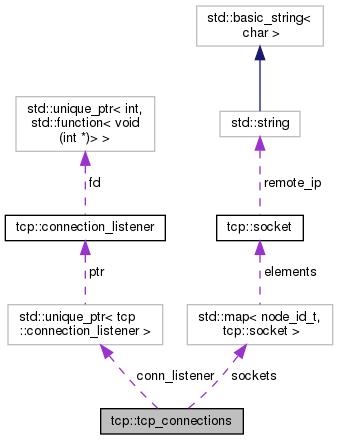 std::basic_string<
char >
std::unique_ptr< int,
std::function< void
(int *)> >
std::string
fd
remote_ip
tcp::connection_listener
tcp::socket
ptr
elements
std::unique_ptr< tcp
::connection_listener >
std::map< node_id_t,
tcp::socket >
conn_listener
sockets
tcp::tcp_connections